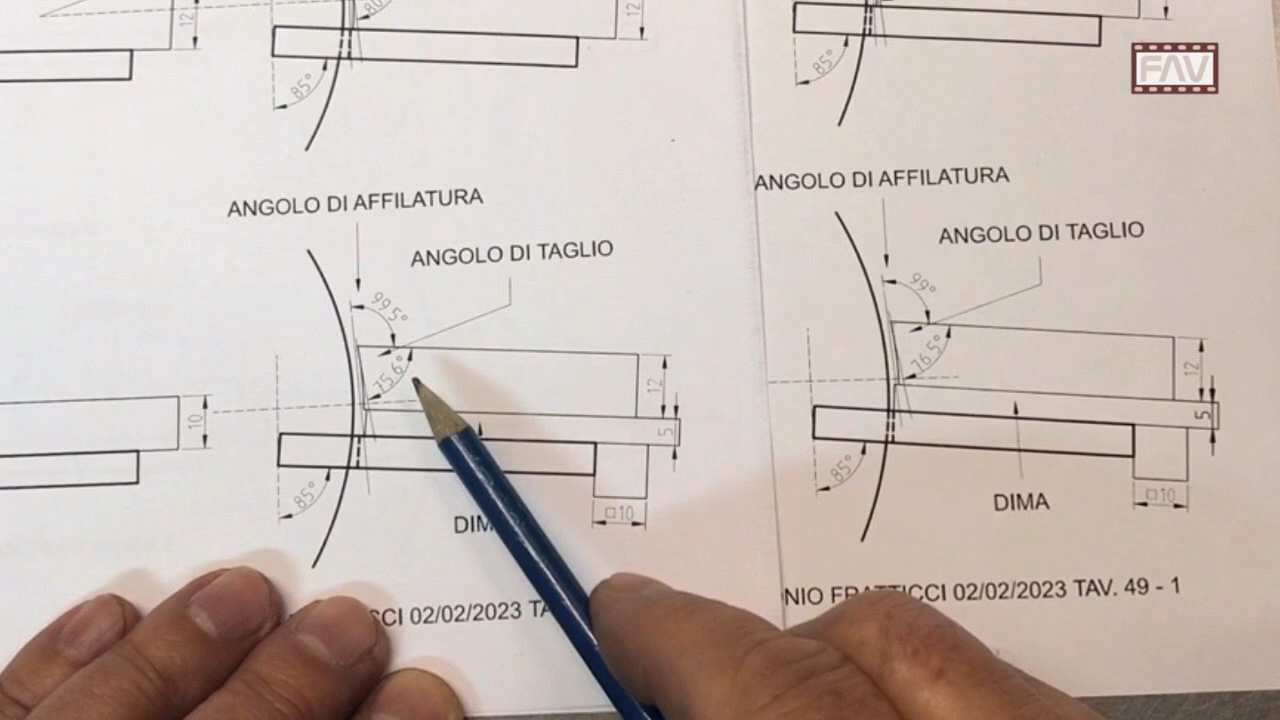 12
80
12
FAV
85°
85°
ANGOLO DI AFFILATURA
ANGOLO DI AFFILATURA
ANGOLO DI TAGLIO
ANGOLO DI TAGLIO
99.5°
99°
75.6°
76.5°
12
12
10
5
5
85°
85°
□10
□10
DIMA
CCI 02/02/2023 TA
NIO FRATTICCI 02/02/2023 TAV. 49 - 1